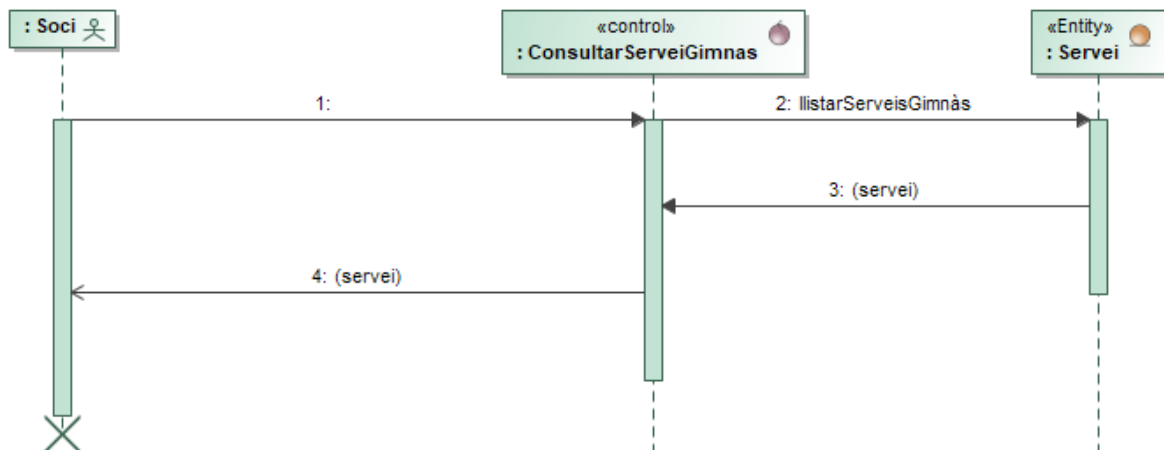 : Soci
«control»
: ConsultarServeiGimnas
«Entity»
: Servei
1:
2: llistarServeisGimnàs
3: (servei)
4: (servei)